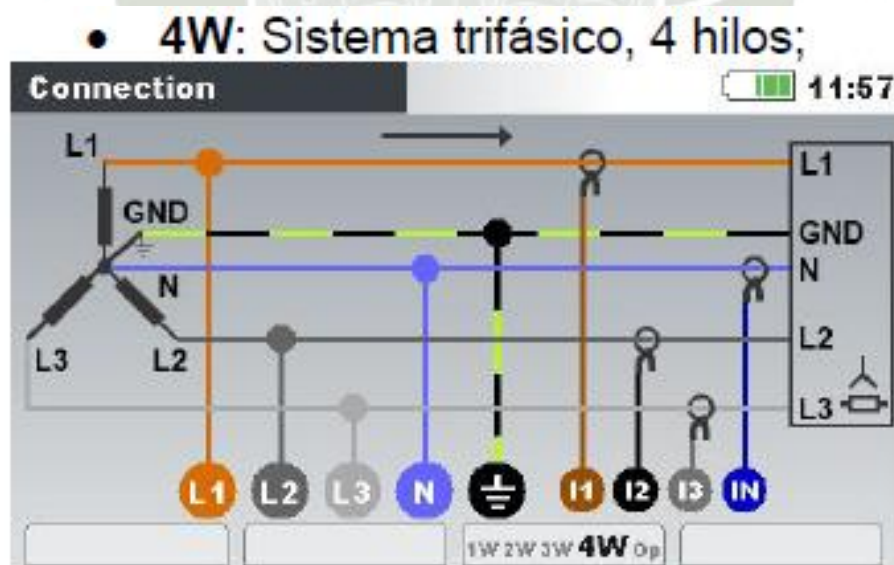 • 4W: Sistema trifásico, 4 hilos;
Connection 11:57
L1 L1
GND GND
N N
L3 L2 L2
L3
L1 L2 L3 N I1 I2 I3 IN
1W 2W 3W 4W Op